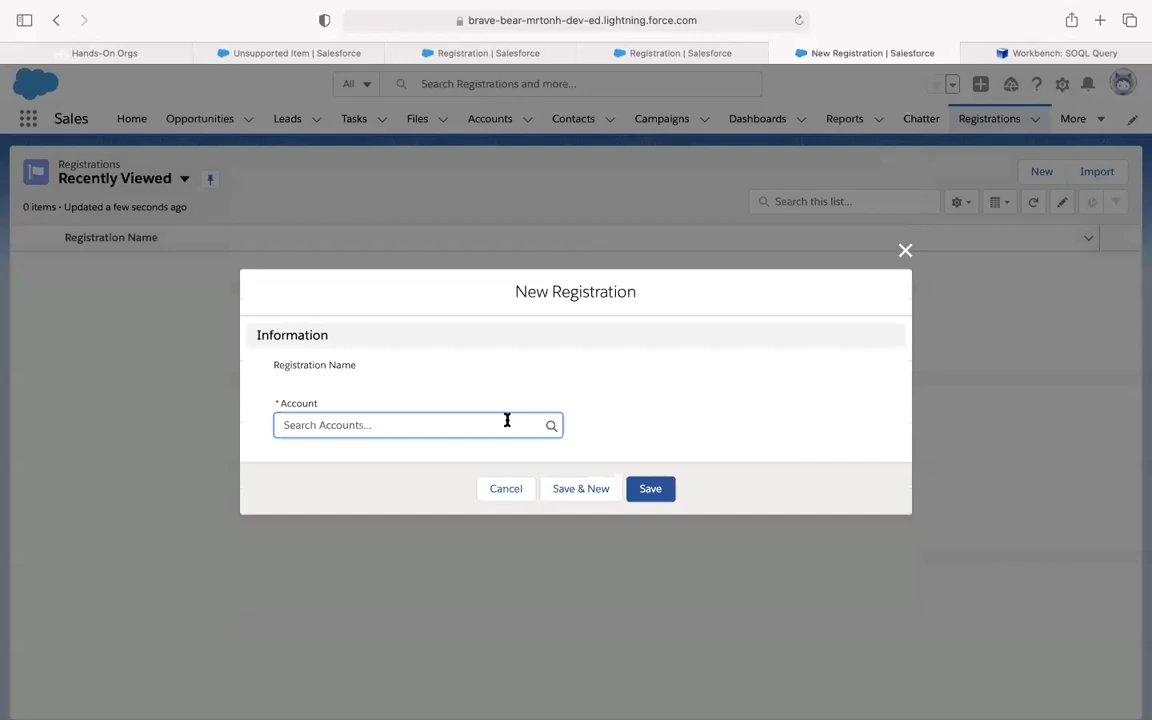 brave-bear-mrtonh-dev-ed.lightning.force.com
Hands-On Orgs
Unsupported Item | Salesforce
Registration | Salesforce
Registration | Salesforce
New Registration | Salesforce
Workbench: SOQL Query
All
Search Registrations and more...
Sales
Home
Opportunities
Leads
Tasks
Files
Accounts
Contacts
Campaigns
Dashboards
Reports
Chatter
Registrations
More
Registrations
Recently Viewed
New
Import
0 items • Updated a few seconds ago
Search this list...
Registration Name
New Registration
Information
Registration Name
* Account
Search Accounts...
Cancel
Save & New
Save